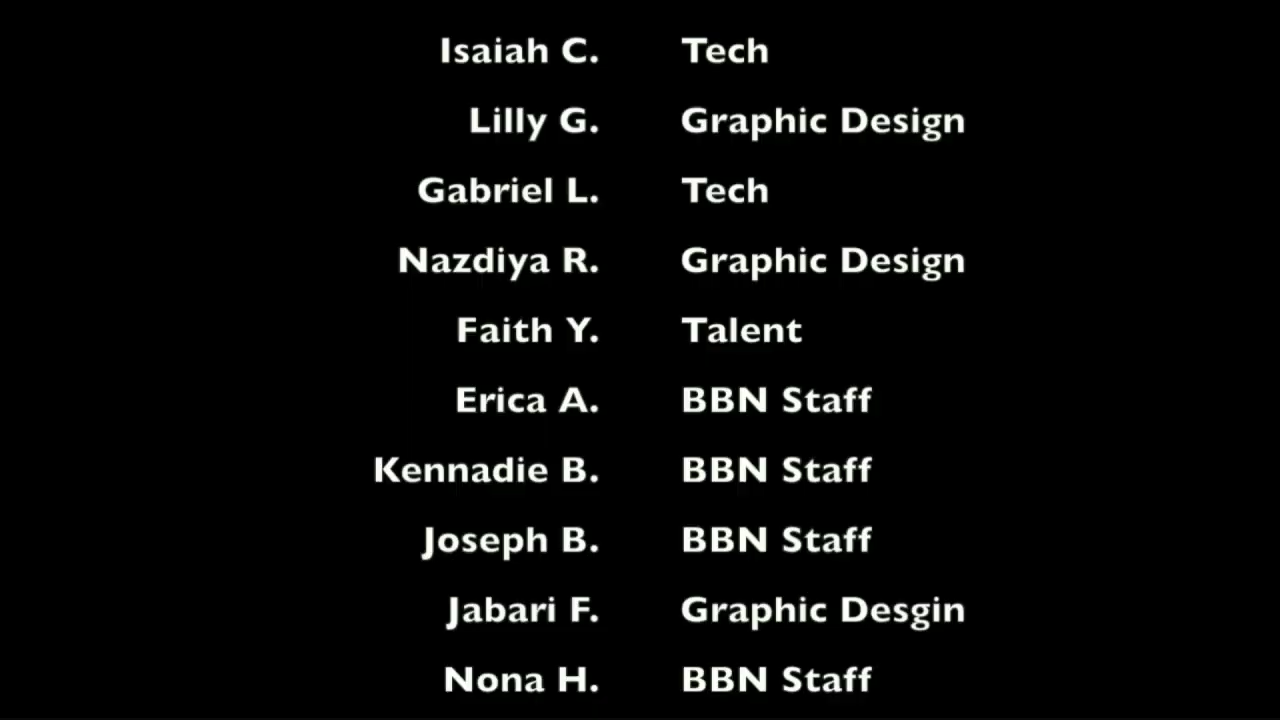 Isaiah C. Tech
Lilly G. Graphic Design
Gabriel L. Tech
Nazdiya R. Graphic Design
Faith Y. Talent
Erica A. BBN Staff
Kennadie B. BBN Staff
Joseph B. BBN Staff
Jabari F. Graphic Desgin
Nona H. BBN Staff